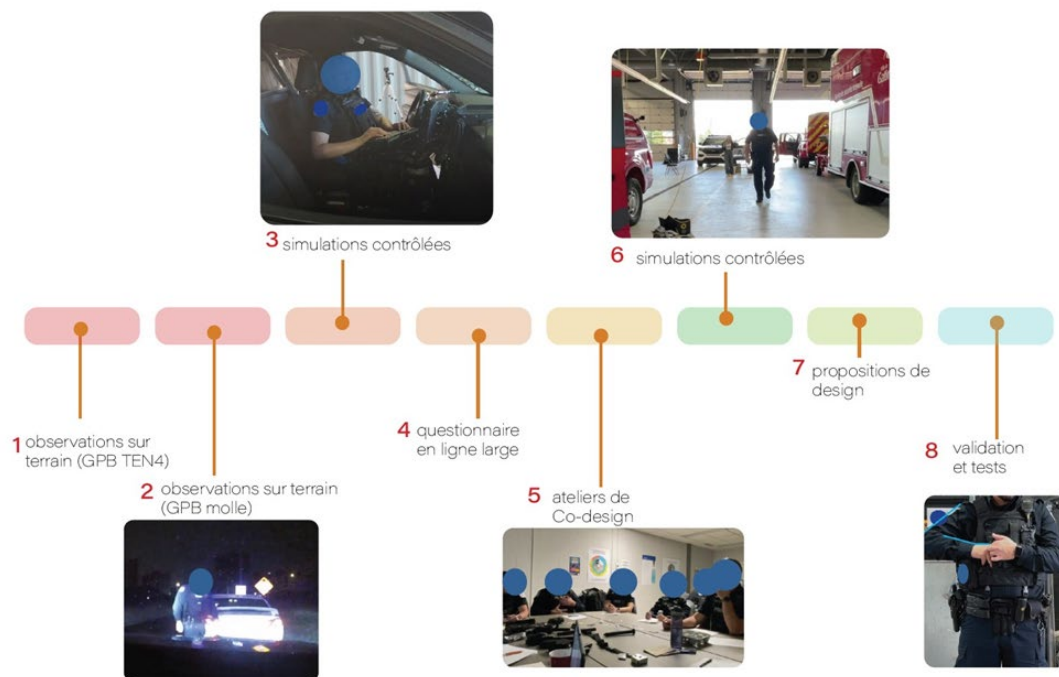 3 simulations contrôlées
6 simulations contrôlées
1 observations sur
terrain (GPB TEN4)
2 observations sur terrain
(GPB molle)
4 questionnaire
en ligne large
5 ateliers de
Co-design
7 propositions de
design
8 validation
et tests